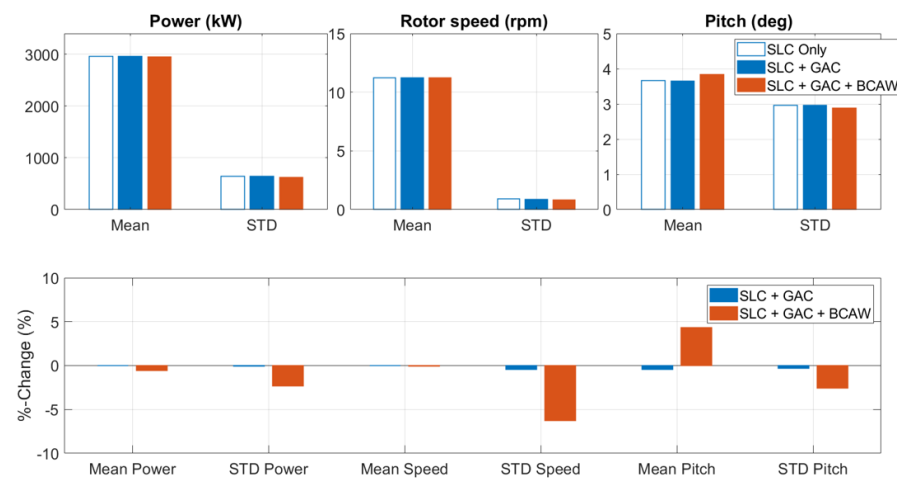 Power (kW)
Rotor speed (rpm)
Pitch (deg)
3000
2000
1000
0
Mean
STD
15
10
5
0
Mean
STD
5
4
3
2
1
0
Mean
STD
SLC Only
SLC + GAC
SLC + GAC + BCAW
%-Change (%)
10
5
0
-5
-10
SLC + GAC
SLC + GAC + BCAW
Mean Power
STD Power
Mean Speed
STD Speed
Mean Pitch
STD Pitch